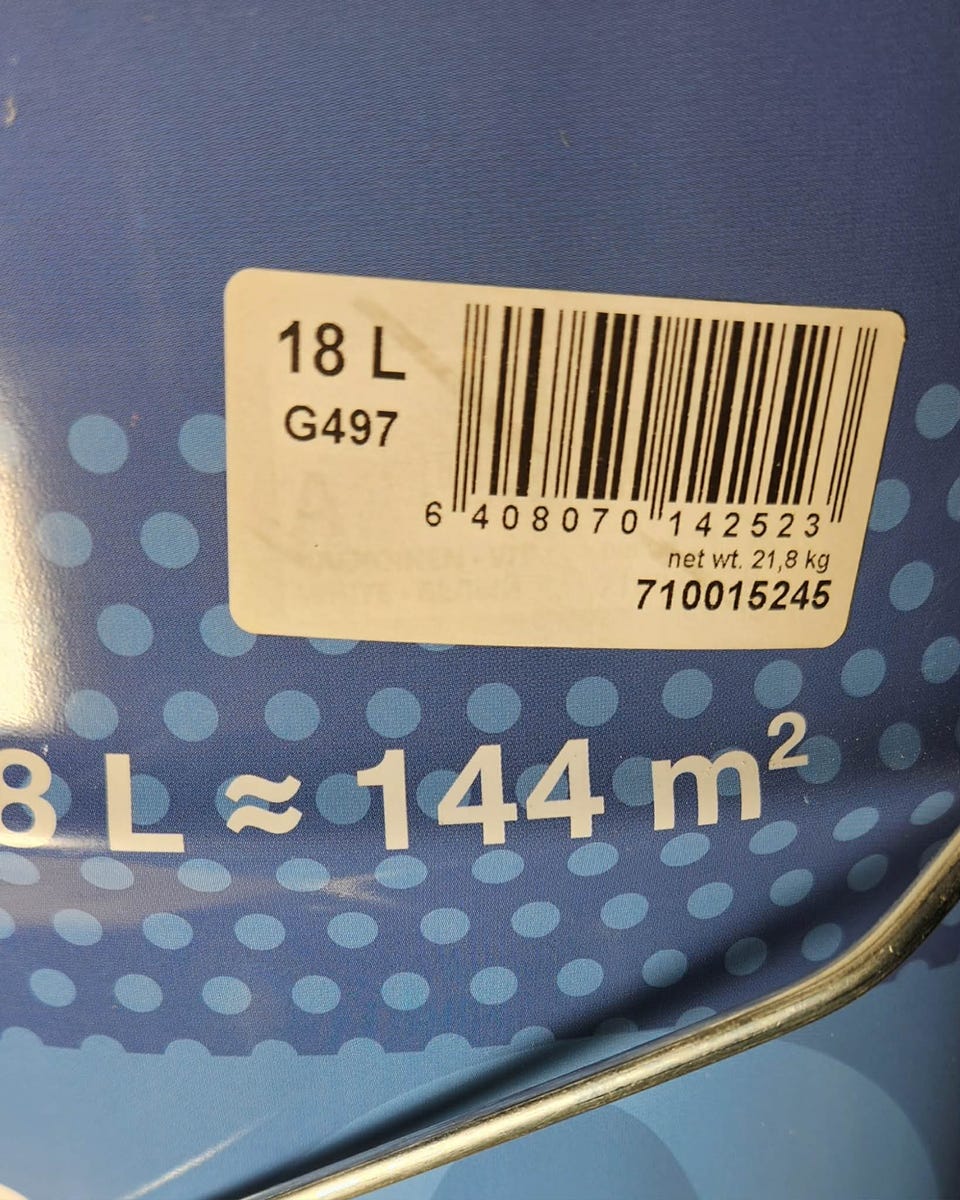 18 L
G497
6 408070 142523
net wt. 21,8 kg
710015245
8 L ≈ 144 m²